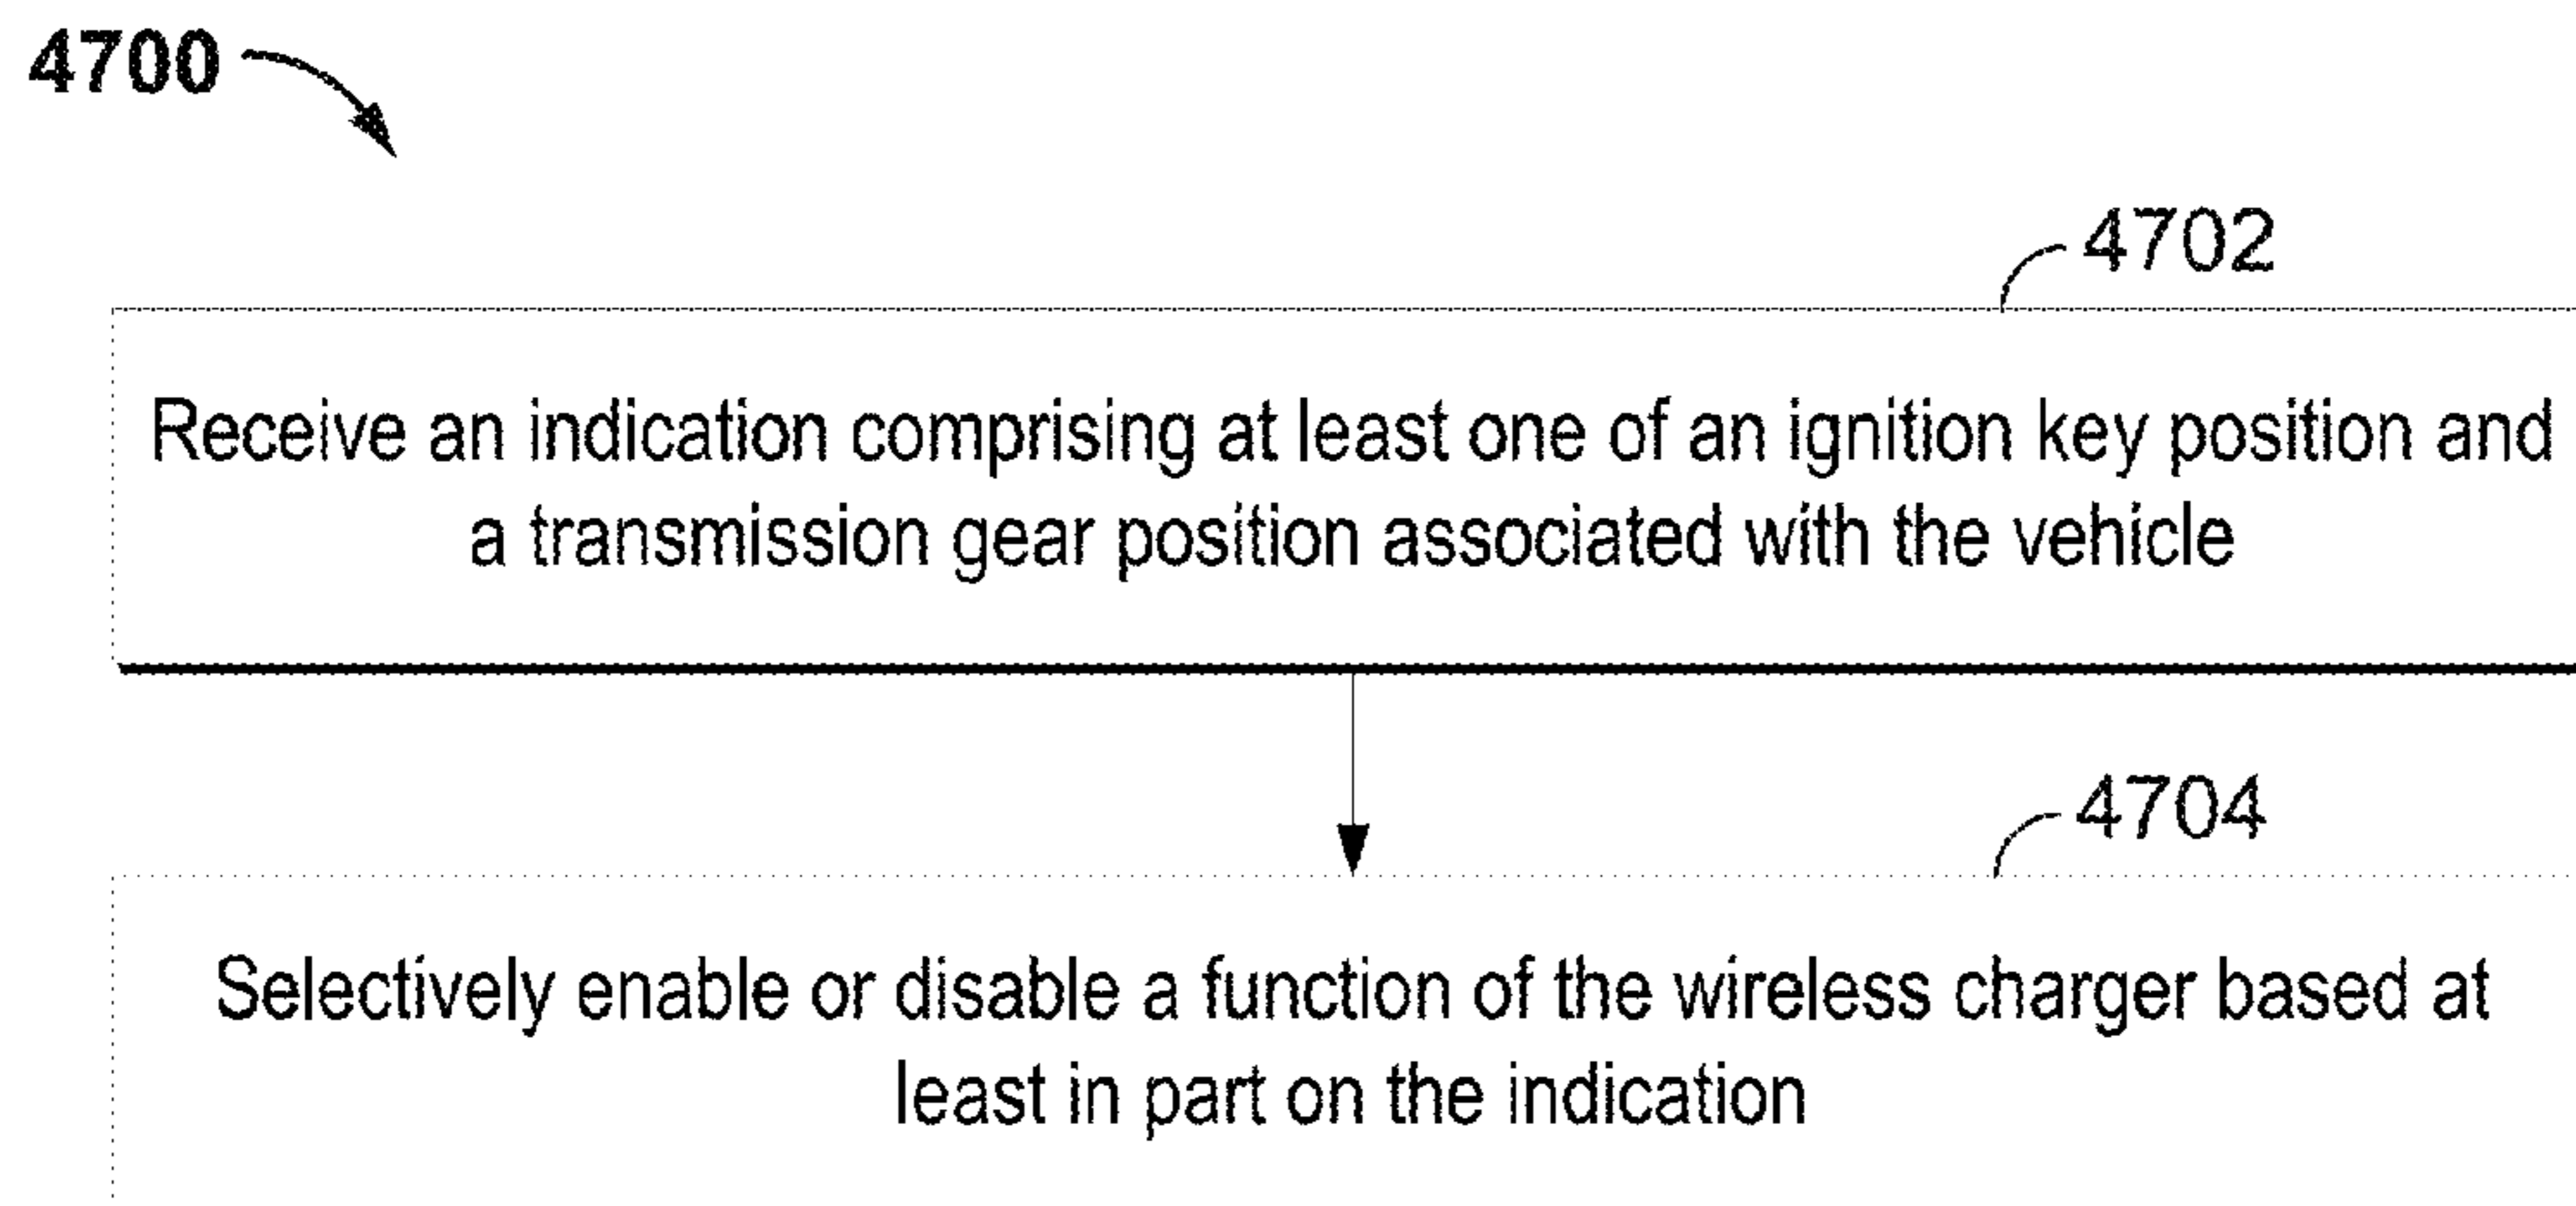 4700
4702
Receive an indication comprising at least one of an ignition key position and
a transmission gear position associated with the vehicle
4704
Selectively enable or disable a function of the wireless charger based at
least in part on the indication